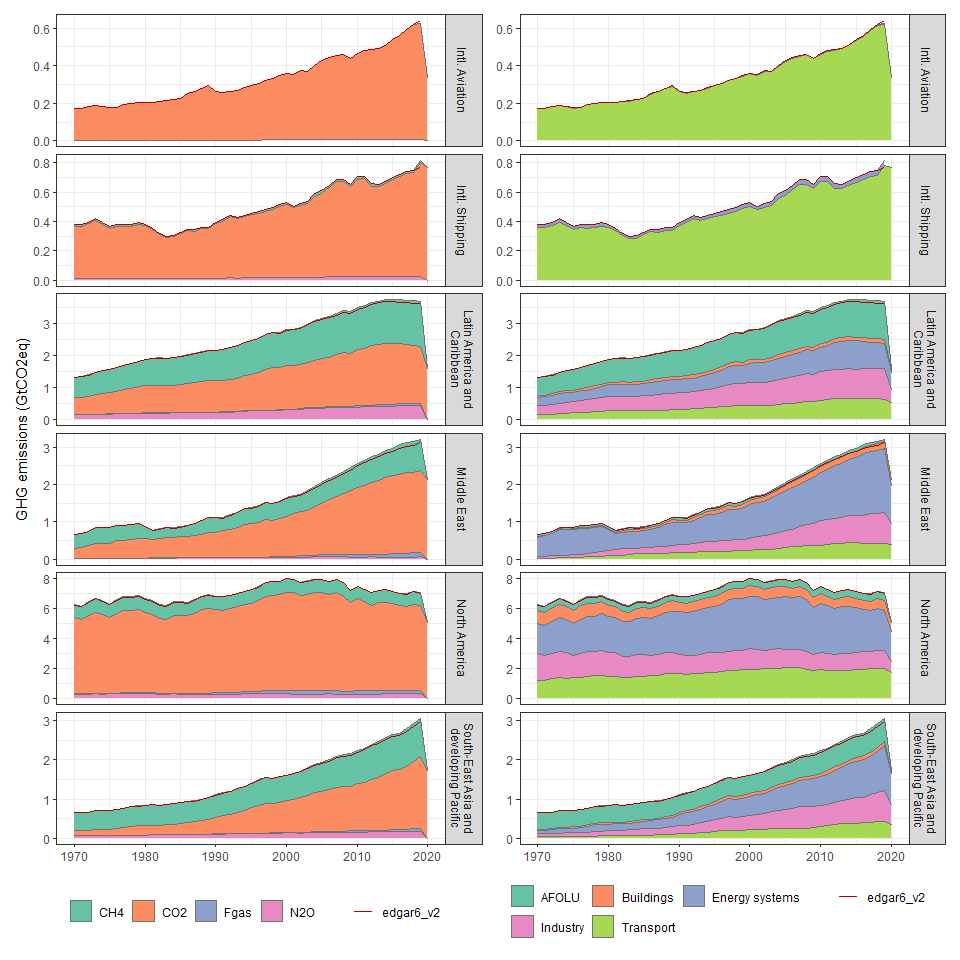 GHG emissions (GtCO2eq)
0.6
0.4
0.2
0.0
Intl. Aviation
Intl. Aviation
0.6
0.4
0.2
0.0
0.8
0.6
0.4
0.2
0.0
Intl. Shipping
0.8
0.6
0.4
0.2
0.0
Intl. Shipping
3
2
1
0
Latin America and
Caribbean
3
2
1
0
Latin America and
Caribbean
3
2
1
0
Middle East
3
2
1
0
Middle East
8
6
4
2
0
North America
8
6
4
2
0
North America
3
2
1
0
South-East Asia and
developing Pacific
3
2
1
0
South-East Asia and
developing Pacific
1970 1980 1990 2000 2010 2020
1970 1980 1990 2000 2010 2020
CH4 CO2 Fgas N2O edgar6_v2
AFOLU Buildings Energy systems edgar6_v2
Industry Transport